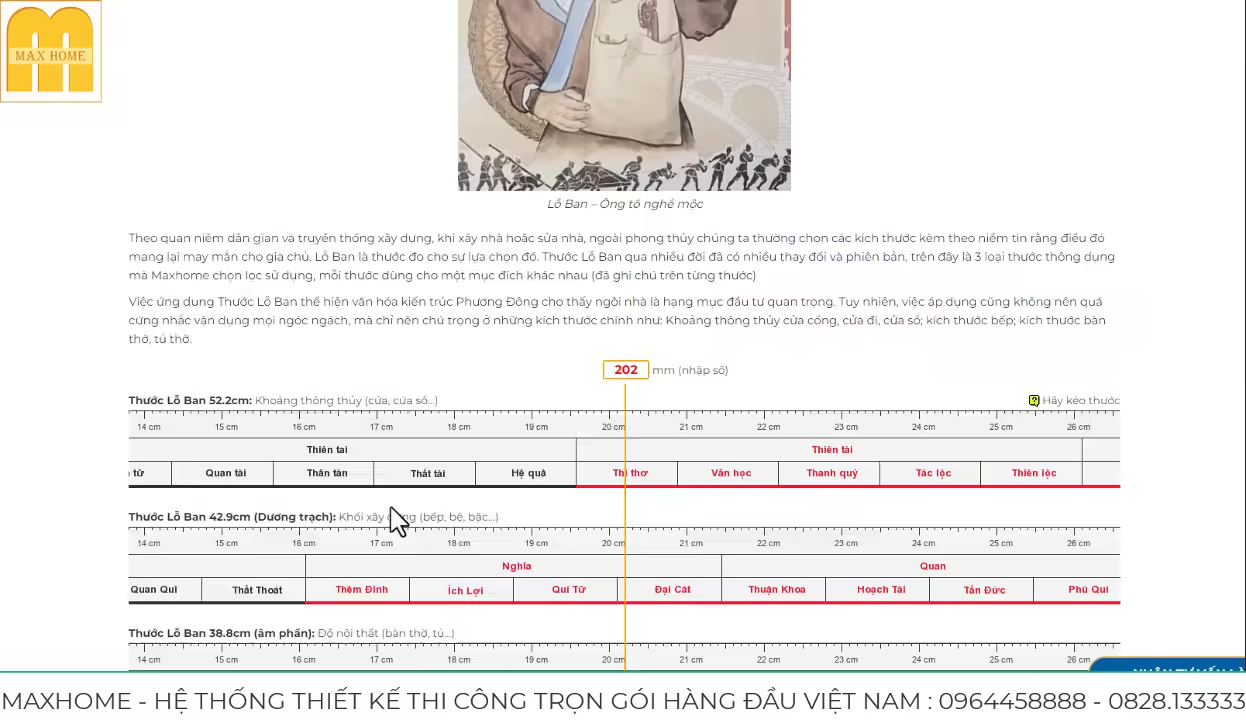 MAX HOME
Lỗ Ban – Ông tổ nghề mộc
Theo quan niệm dân gian và truyền thống xây dựng, khi xây nhà hoặc sửa nhà, ngoài phong thủy chúng ta thường chọn các kích thước kèm theo niềm tin rằng điều đó
mang lại may mắn cho gia chủ. Lỗ Ban là thước đo cho sự lựa chọn đó. Thước Lỗ Ban qua nhiều đời đã có nhiều thay đổi và phiên bản, trên đây là 3 loại thước thông dụng
mà Maxhome chọn lọc sử dụng, mỗi thước dùng cho một mục đích khác nhau (đã ghi chú trên từng thước)
Việc ứng dụng Thước Lỗ Ban thể hiện văn hóa kiến trúc Phương Đông cho thấy ngôi nhà là hạng mục đầu tư quan trọng. Tuy nhiên, việc áp dụng cũng không nên quá
cứng nhắc vận dụng mọi ngóc ngách, mà chỉ nên chú trọng ở những kích thước chính như: Khoảng thông thủy cửa cổng, cửa đi, cửa sổ; kích thước bếp; kích thước bàn
thờ, tủ thờ.
202 mm (nhập số)
Thước Lỗ Ban 52.2cm: Khoảng thông thủy (cửa, cửa sổ...)
Hãy kéo thước
14 cm 15 cm 16 cm 17 cm 18 cm 19 cm 20 cm 21 cm 22 cm 23 cm 24 cm 25 cm 26 cm
Thiên tai Thiên tài
tử Quan tài Thân tàn Thất tài Hệ quả Thi thơ Văn học Thanh quý Tác lộc Thiên lộc
Thước Lỗ Ban 42.9cm (Dương trạch): Khối xây dựng (bếp, bệ, bậc...)
14 cm 15 cm 16 cm 17 cm 18 cm 19 cm 20 cm 21 cm 22 cm 23 cm 24 cm 25 cm 26 cm
Nghĩa Quan
Quan Quỉ Thất Thoát Thêm Đinh Ích Lợi Quí Tử Đại Cát Thuận Khoa Hoạch Tài Tấn Đức Phú Quí
Thước Lỗ Ban 38.8cm (âm phần): Đồ nội thất (bàn thờ, tủ...)
14 cm 15 cm 16 cm 17 cm 18 cm 19 cm 20 cm 21 cm 22 cm 23 cm 24 cm 25 cm 26 cm
MAXHOME - HỆ THỐNG THIẾT KẾ THI CÔNG TRỌN GÓI HÀNG ĐẦU VIỆT NAM : 0964458888 - 0828.133333